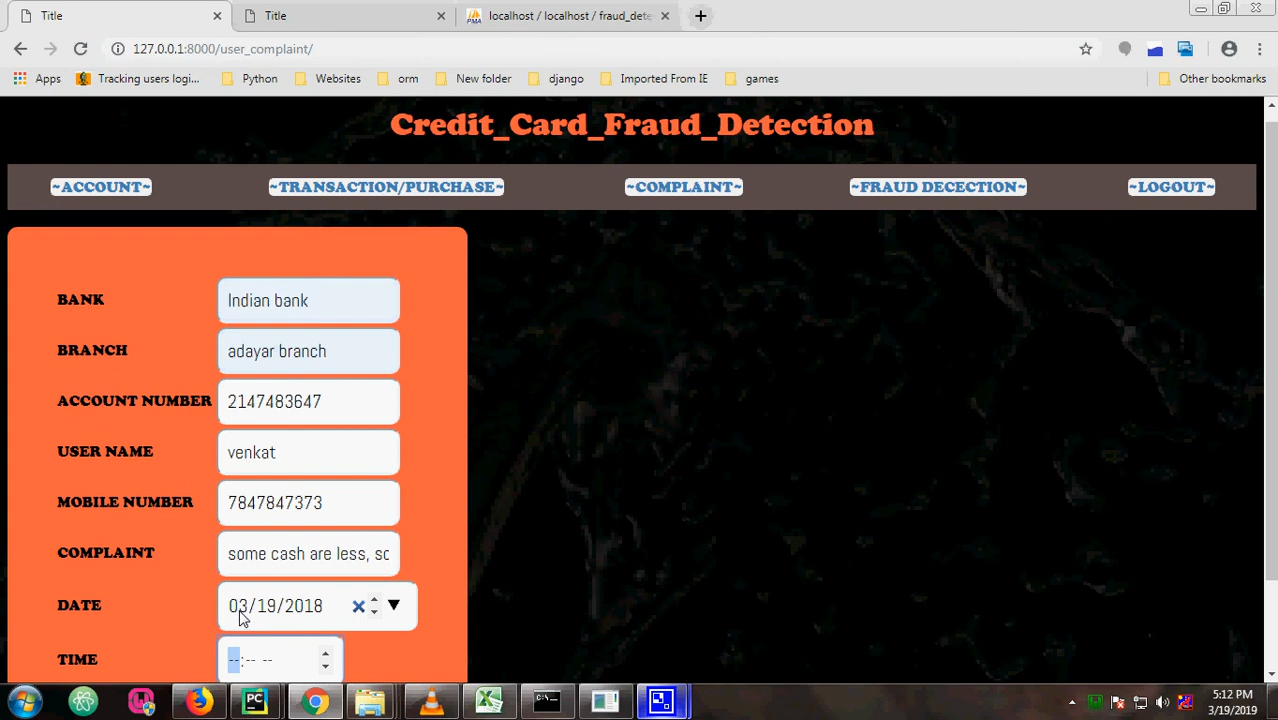 Title
Title
localhost / localhost / fraud_dete
127.0.0.1:8000/user_complaint/
Apps
Tracking users logi...
Python
Websites
orm
New folder
django
Imported From IE
games
Other bookmarks
Credit_Card_Fraud_Detection
~ACCOUNT~
~TRANSACTION/PURCHASE~
~COMPLAINT~
~FRAUD DECECTION~
~LOGOUT~
BANK Indian bank
BRANCH adayar branch
ACCOUNT NUMBER 2147483647
USER NAME venkat
MOBILE NUMBER 7847847373
COMPLAINT some cash are less, sc
DATE 03/19/2018
TIME --:-- --
PC
5:12 PM
3/19/2019